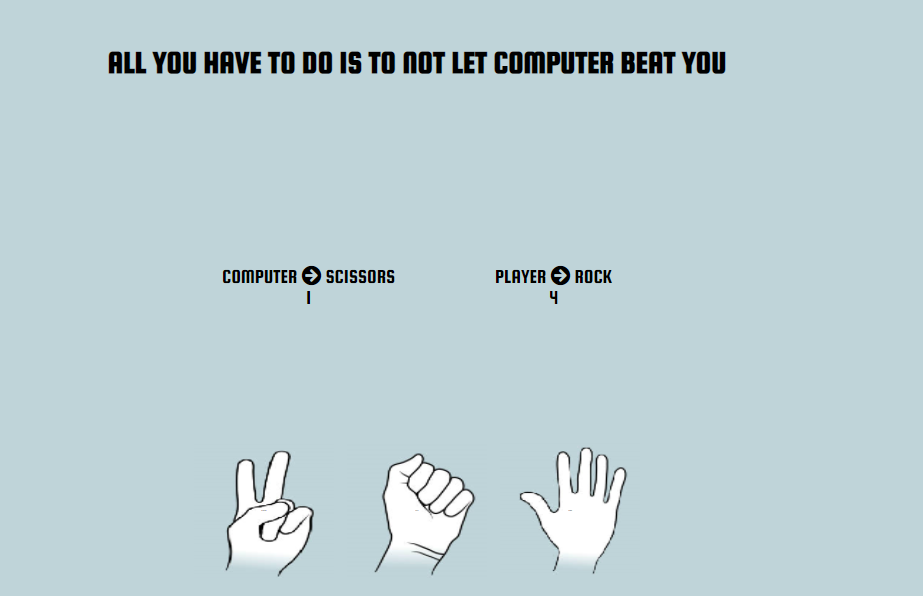 ALL YOU HAVE TO DO IS TO NOT LET COMPUTER BEAT YOU
COMPUTER ➔ SCISSORS
1
PLAYER ➔ ROCK
4